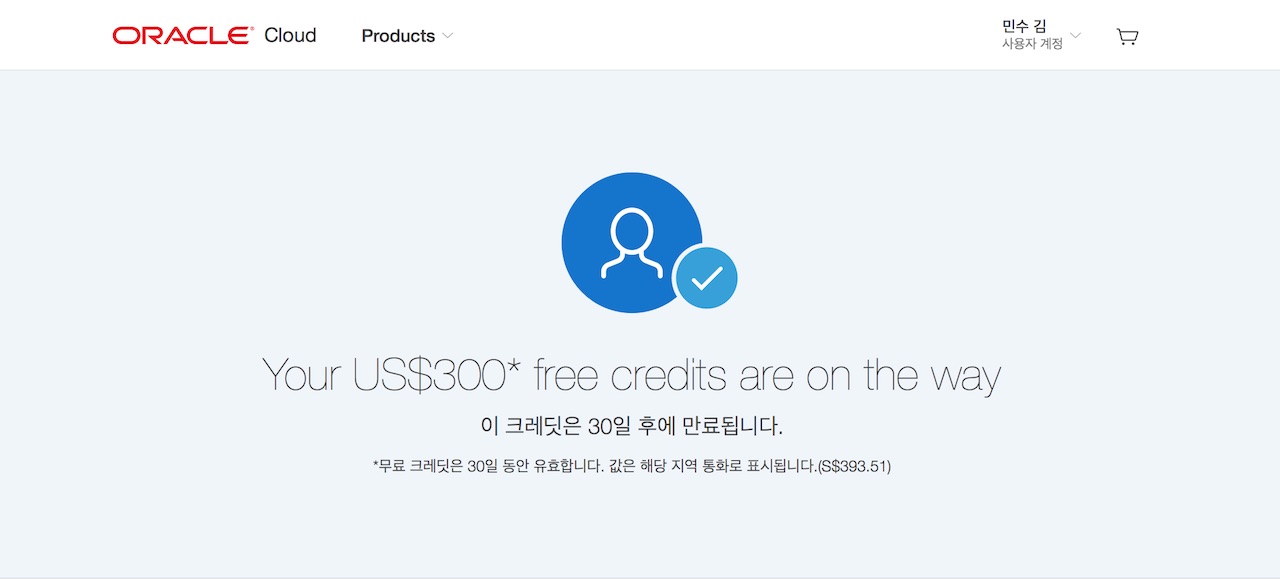 ORACLE® Cloud Products 민수 김
사용자 계정
Your US$300* free credits are on the way
이 크레딧은 30일 후에 만료됩니다.
*무료 크레딧은 30일 동안 유효합니다. 값은 해당 지역 통화로 표시됩니다.(S$393.51)